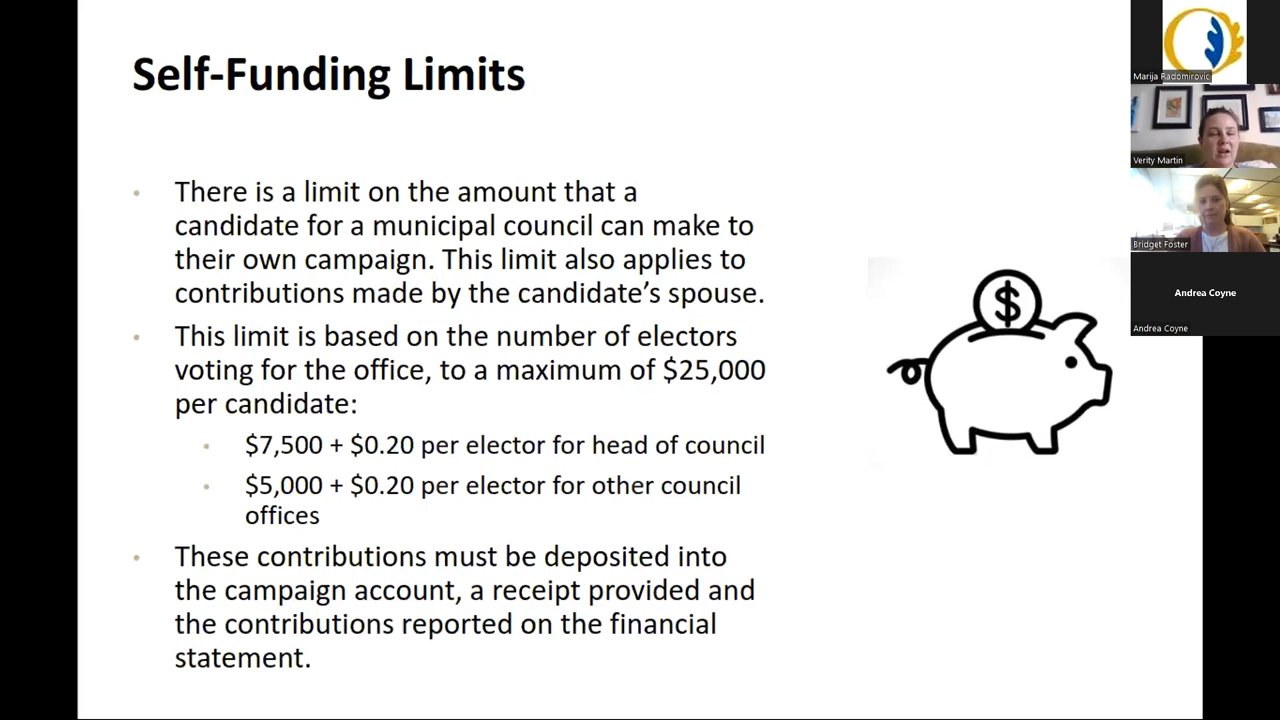 Self-Funding Limits
There is a limit on the amount that a
candidate for a municipal council can make to
their own campaign. This limit also applies to
contributions made by the candidate’s spouse.
This limit is based on the number of electors
voting for the office, to a maximum of $25,000
per candidate:
$7,500 + $0.20 per elector for head of council
$5,000 + $0.20 per elector for other council
offices
These contributions must be deposited into
the campaign account, a receipt provided and
the contributions reported on the financial
statement.
$
Marija Radomirovic
Verity Martin
Bridget Foster
Andrea Coyne
Andrea Coyne